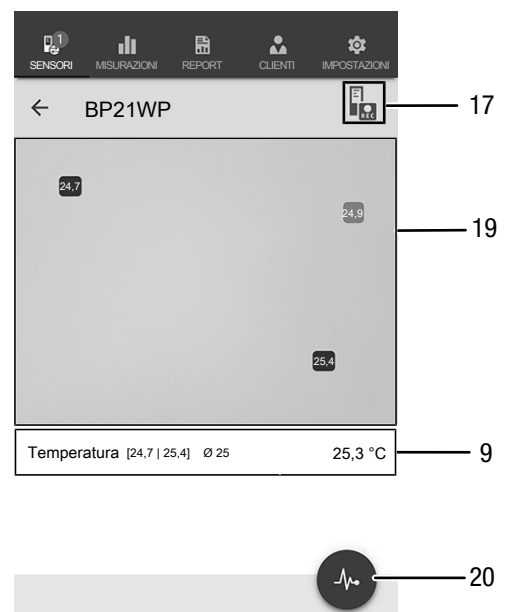 1
SENSORI MISURAZIONI REPORT CLIENTI IMPOSTAZIONI
BP21WP
REC
17
24,7
24,9
19
25,4
Temperatura [24,7 | 25,4] Ø 25 25,3 °C
9
20